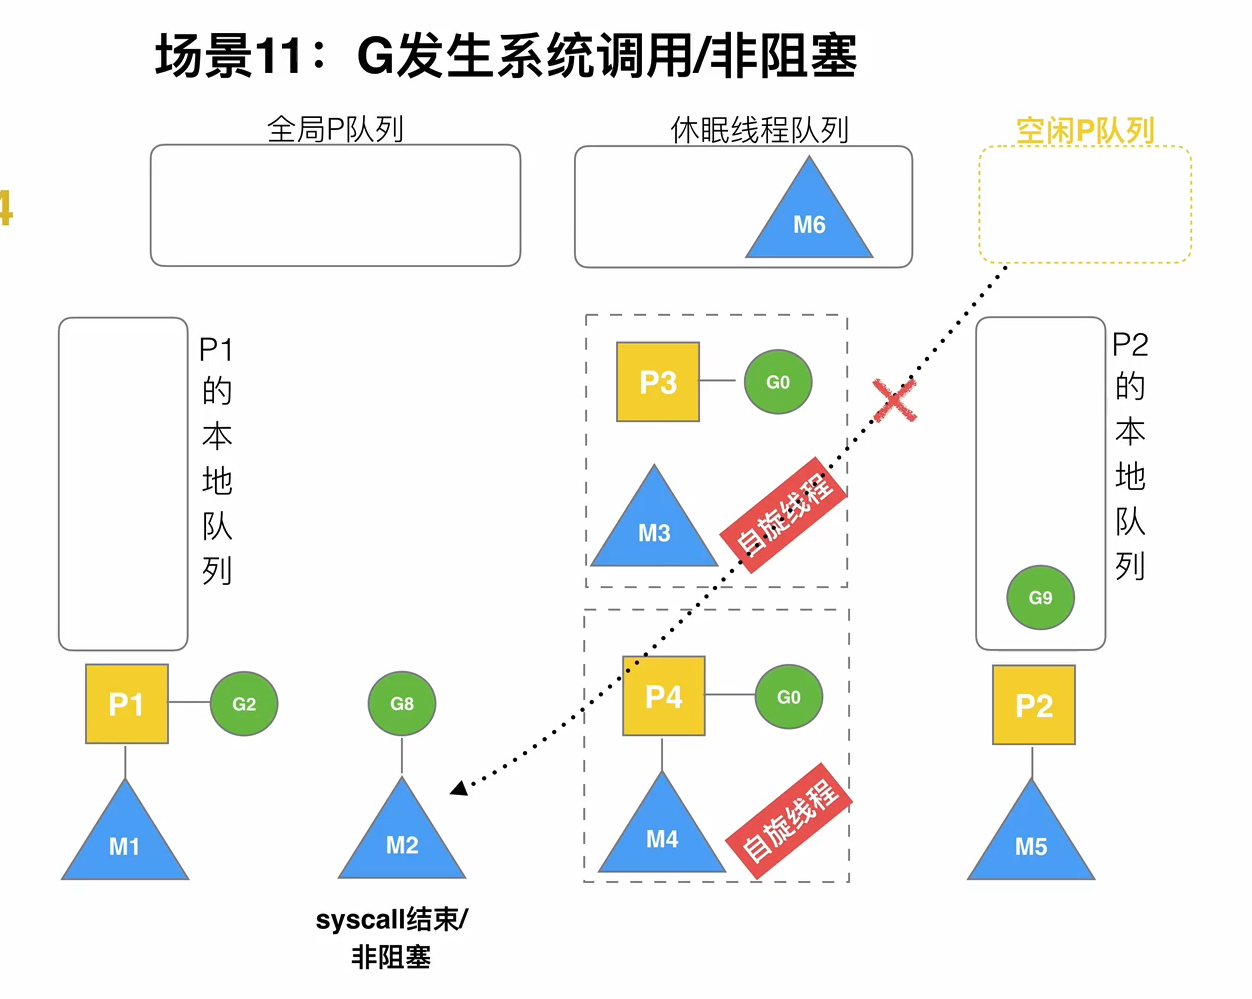 场景11：G发生系统调用/非阻塞
全局P队列
休眠线程队列
空闲P队列
4
M6
P1
的
本
地
队
列
P3
G0
M3
自旋线程
P2
的
本
地
队
列
G9
P1
G2
G8
P4
G0
P2
M1
M2
M4
自旋线程
M5
syscall结束/
非阻塞